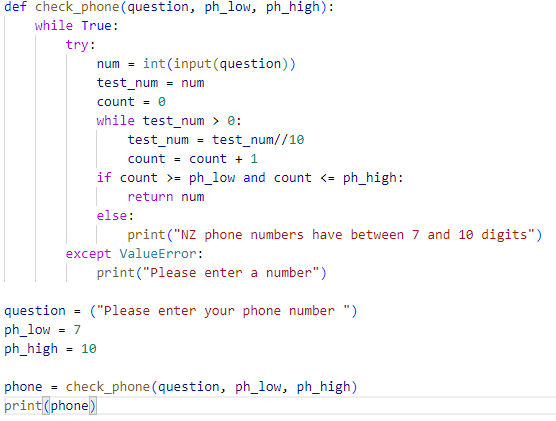 def check_phone(question, ph_low, ph_high):
    while True:
        try:
            num = int(input(question))
            test_num = num
            count = 0
            while test_num > 0:
                test_num = test_num//10
                count = count + 1
            if count >= ph_low and count <= ph_high:
                return num
            else:
                print("NZ phone numbers have between 7 and 10 digits")
        except ValueError:
            print("Please enter a number")

question = ("Please enter your phone number ")
ph_low = 7
ph_high = 10

phone = check_phone(question, ph_low, ph_high)
print(phone)